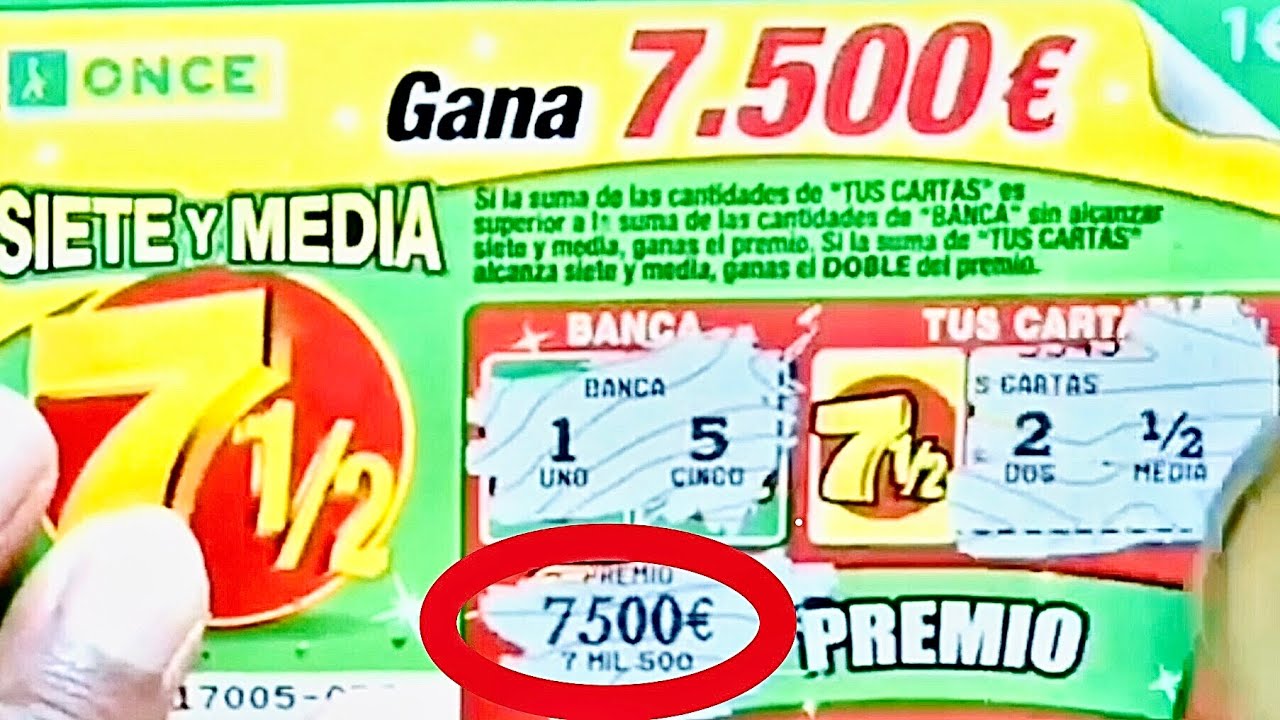 ONCE
Gana 7.500€
SIETE Y MEDIA
7 1/2
Si la suma de las cantidades de "TUS CARTAS" es
superior a la suma de las cantidades de "BANCA" sin alcanzar
siete y media, ganas el premio. Si la suma de "TUS CARTAS"
alcanza siete y media, ganas el DOBLE del premio.
BANCA
TUS CARTA
BANCA
1 5
UNO CINCO
7 1/2
S CARTAS
2 1/2
DOS MEDIA
PREMIO
7500€
7 MIL 500
PREMIO
17005-